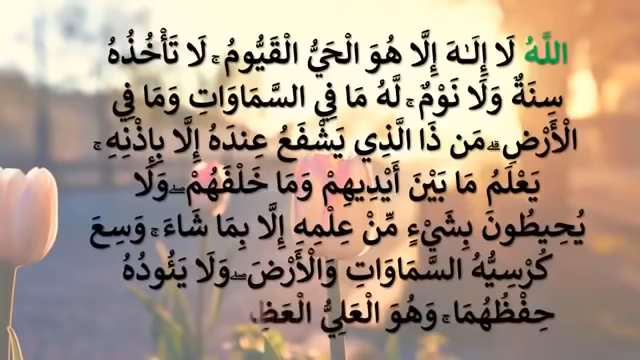 اللَّهُ لَا إِلَـٰهَ إِلَّا هُوَ الْحَيُّ الْقَيُّومُ ۚ لَا تَأْخُذُهُ
سِنَةٌ وَلَا نَوْمٌ ۚ لَّهُ مَا فِي السَّمَاوَاتِ وَمَا فِي
الْأَرْضِ ۗ مَن ذَا الَّذِي يَشْفَعُ عِندَهُ إِلَّا بِإِذْنِهِ ۚ
يَعْلَمُ مَا بَيْنَ أَيْدِيهِمْ وَمَا خَلْفَهُمْ ۖ وَلَا
يُحِيطُونَ بِشَيْءٍ مِّنْ عِلْمِهِ إِلَّا بِمَا شَاءَ ۚ وَسِعَ
كُرْسِيُّهُ السَّمَاوَاتِ وَالْأَرْضَ ۖ وَلَا يَئُودُهُ
حِفْظُهُمَا ۚ وَهُوَ الْعَلِيُّ